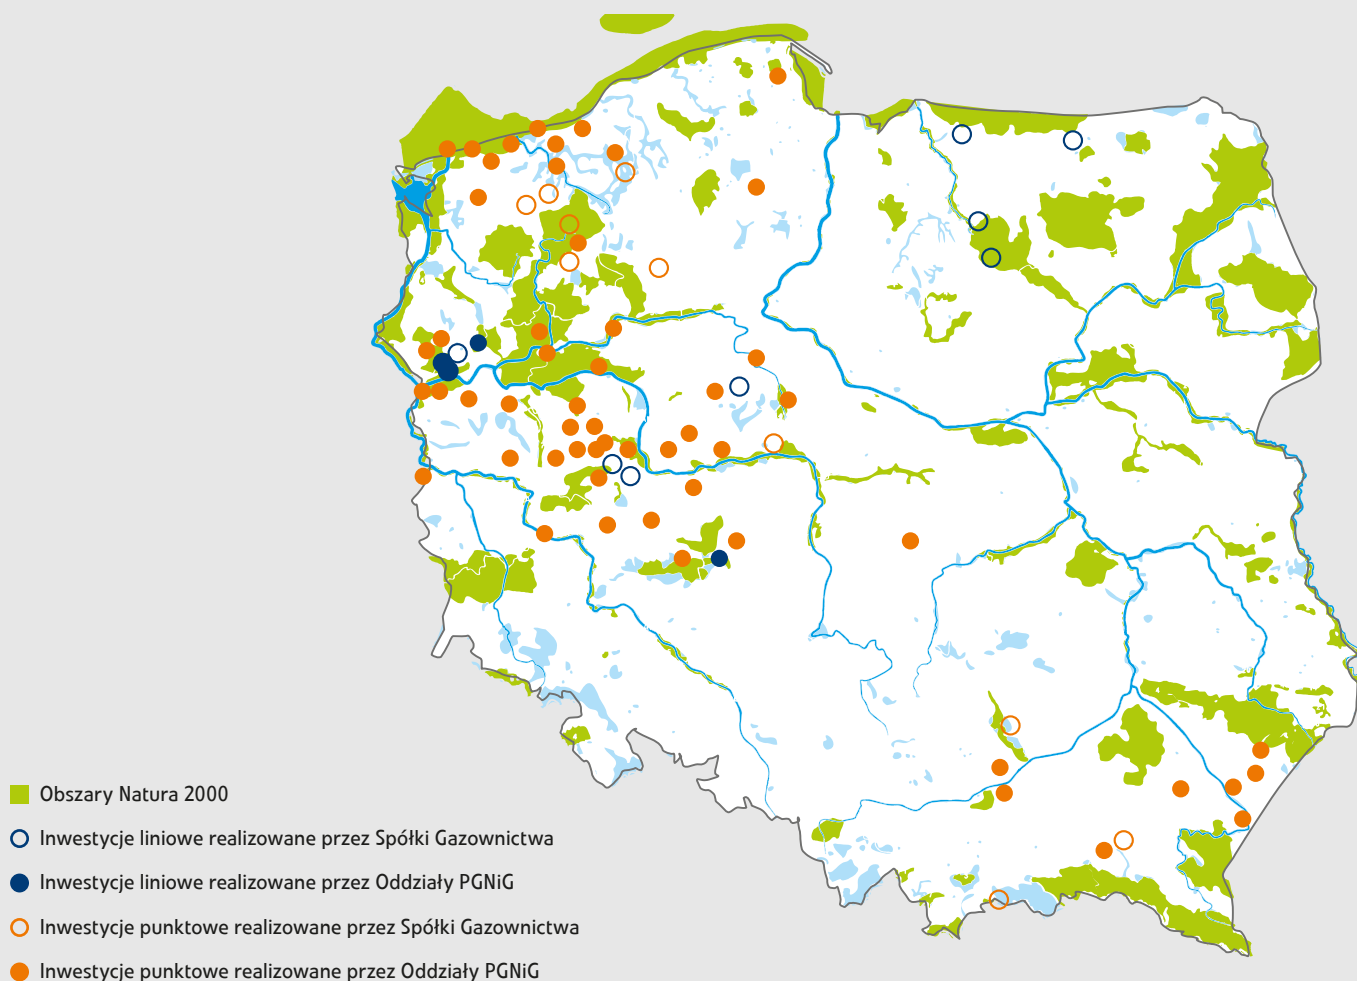 Obszary Natura 2000
Inwestycje liniowe realizowane przez Spółki Gazownictwa
Inwestycje liniowe realizowane przez Oddziały PGNiG
Inwestycje punktowe realizowane przez Spółki Gazownictwa
Inwestycje punktowe realizowane przez Oddziały PGNiG